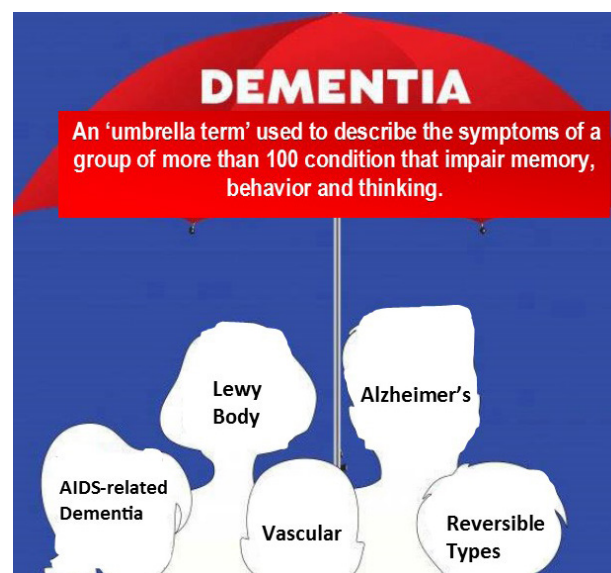 DEMENTIA
An ‘umbrella term’ used to describe the symptoms of a
group of more than 100 condition that impair memory,
behavior and thinking.
Lewy
Body
Alzheimer’s
AIDS-related
Dementia
Vascular
Reversible
Types